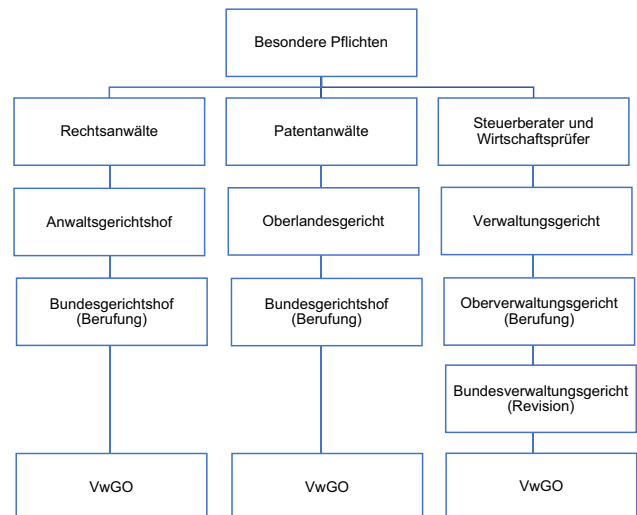 Besondere Pflichten
Rechtsanwälte
Patentanwälte
Steuerberater und
Wirtschaftsprüfer
Anwaltsgerichtshof
Oberlandesgericht
Verwaltungsgericht
Bundesgerichtshof
(Berufung)
Bundesgerichtshof
(Berufung)
Oberverwaltungsgericht
(Berufung)
Bundesverwaltungsgericht
(Revision)
VwGO
VwGO
VwGO